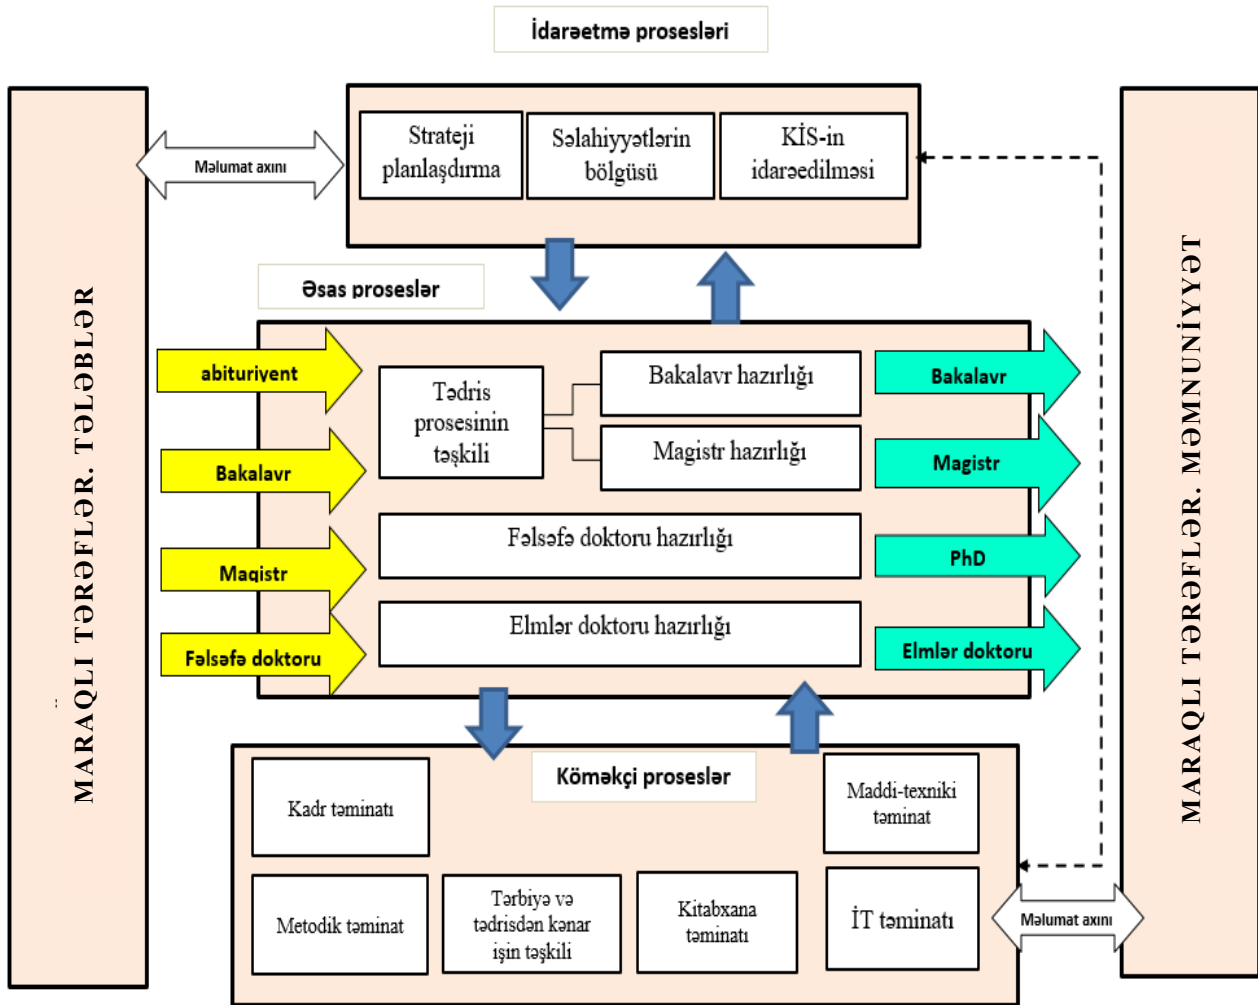 İdarəetmə prosesləri
Strateji
planlaşdırma
Səlahiyyətlərin
bölgüsü
KİS-in
idarəedilməsi
Məlumat axını
Əsas proseslər
MARAQLI TƏRƏFLƏR. TƏLƏBLƏR
abituriyent
Bakalavr
Magistr
Fəlsəfə doktoru
Tədris
prosesinin
təşkili
Bakalavr hazırlığı
Magistr hazırlığı
Fəlsəfə doktoru hazırlığı
Elmlər doktoru hazırlığı
Bakalavr
Magistr
PhD
Elmlər doktoru
MARAQLI TƏRƏFLƏR. MƏMNUNİYYƏT
Köməkçi proseslər
Kadr təminatı
Maddi-texniki
təminat
Metodik təminat
Tərbiyə və
tədrisdən kənar
işin təşkili
Kitabxana
təminatı
İT təminatı
Məlumat axını